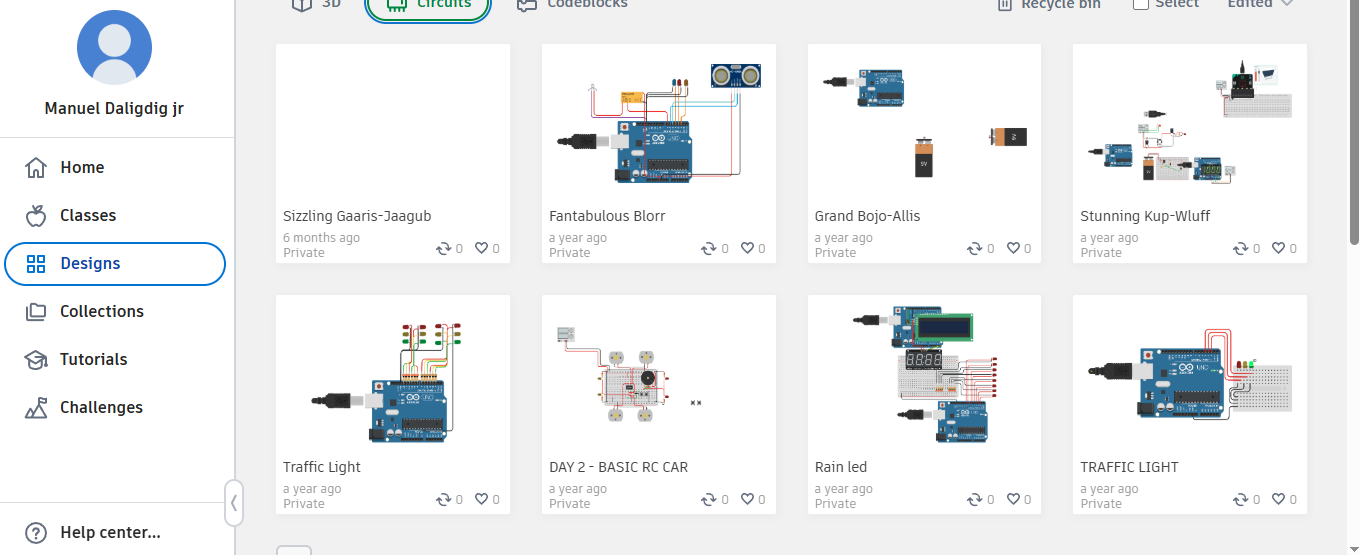 3D
Circuits
Codeblocks
Recycle bin
Select
Edited
Manuel Daligdig jr
Home
Classes
Designs
Collections
Tutorials
Challenges
Help center...
Sizzling Gaaris-Jaagub
6 months ago
Private
0 0
Fantabulous Blorr
a year ago
Private
0 0
Grand Bojo-Allis
a year ago
Private
0 0
Stunning Kup-Wluff
a year ago
Private
0 0
Traffic Light
a year ago
Private
0 0
DAY 2 - BASIC RC CAR
a year ago
Private
0 0
Rain led
a year ago
Private
0 0
TRAFFIC LIGHT
a year ago
Private
0 0